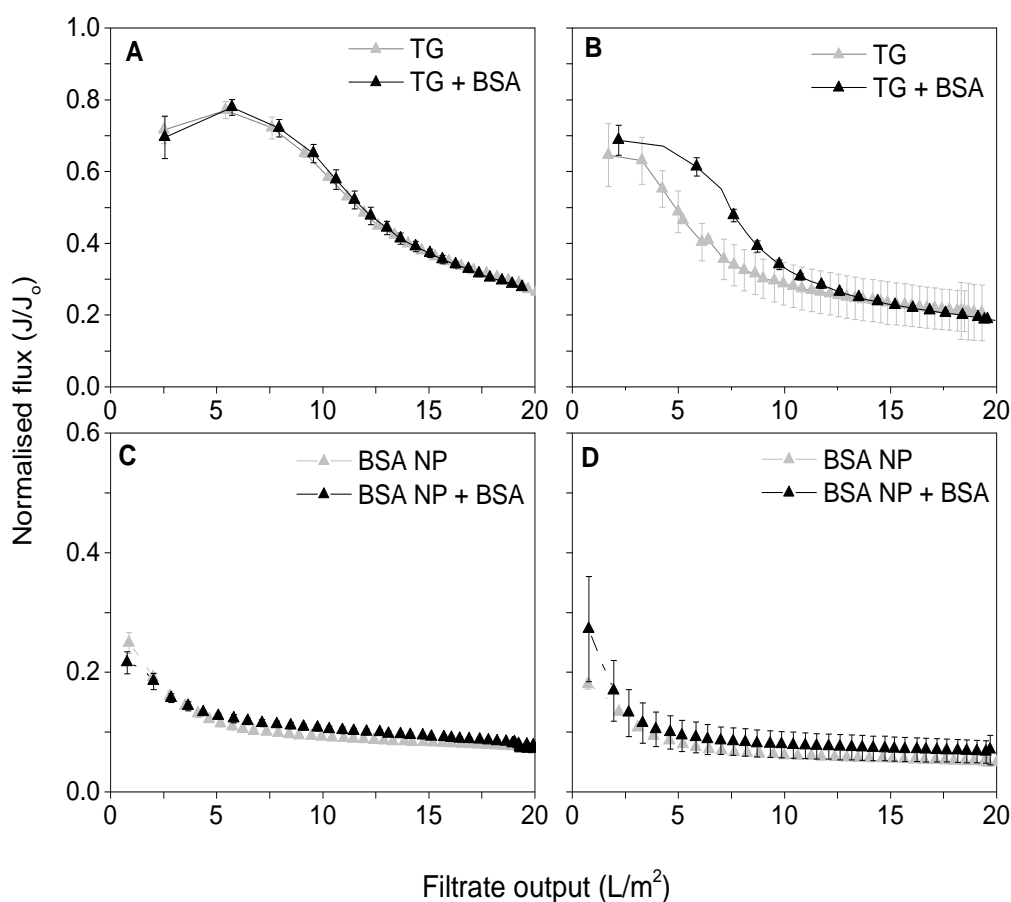 A
TG
TG + BSA
B
TG
TG + BSA
1.0
0.8
0.6
0.4
0.2
0.0
0 5 10 15 20
0 5 10 15 20
Normalised flux (J/Jo)
C
BSA NP
BSA NP + BSA
D
BSA NP
BSA NP + BSA
0.6
0.4
0.2
0.0
0 5 10 15 20
0 5 10 15 20
Filtrate output (L/m²)